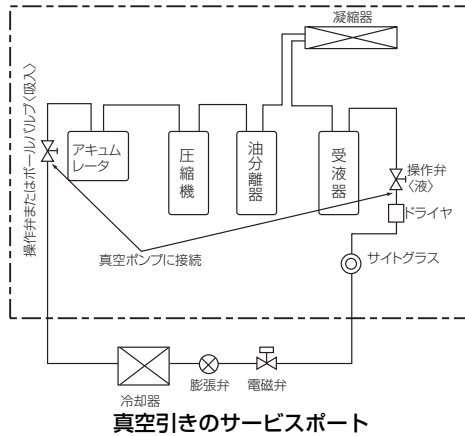 凝縮器
操作弁またはボールバルブ〈吸入〉
アキュム
レータ
圧縮機
油分離器
受液器
操作弁
〈液〉
ドライヤ
真空ポンプに接続
サイトグラス
冷却器
膨張弁
電磁弁
真空引きのサービスポート